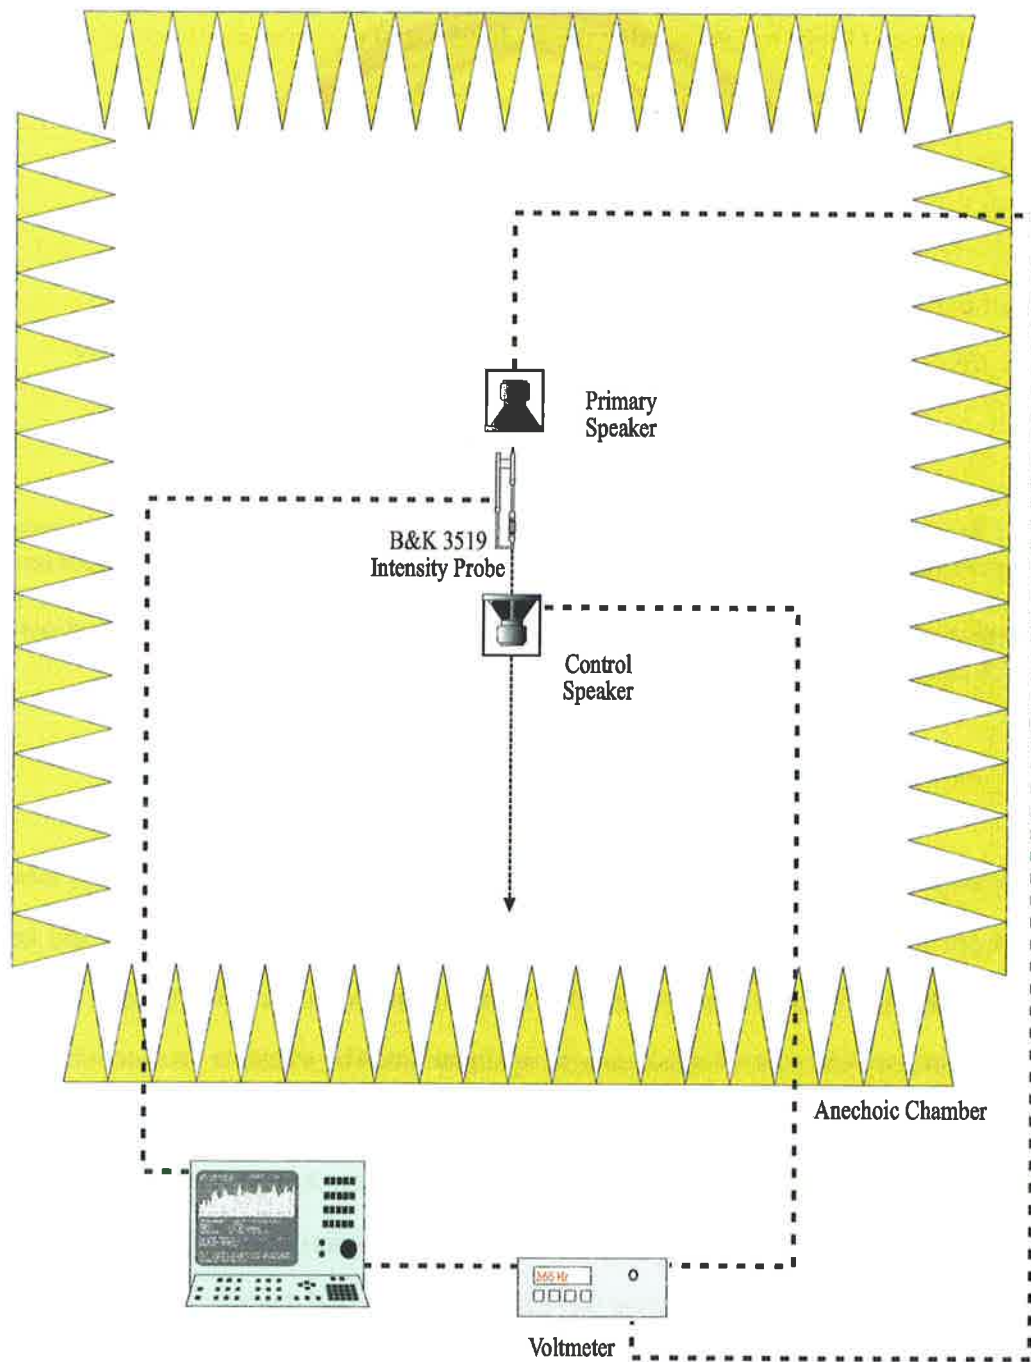 Primary
Speaker
B&K 3519
Intensity Probe
Control
Speaker
Anechoic Chamber
Voltmeter